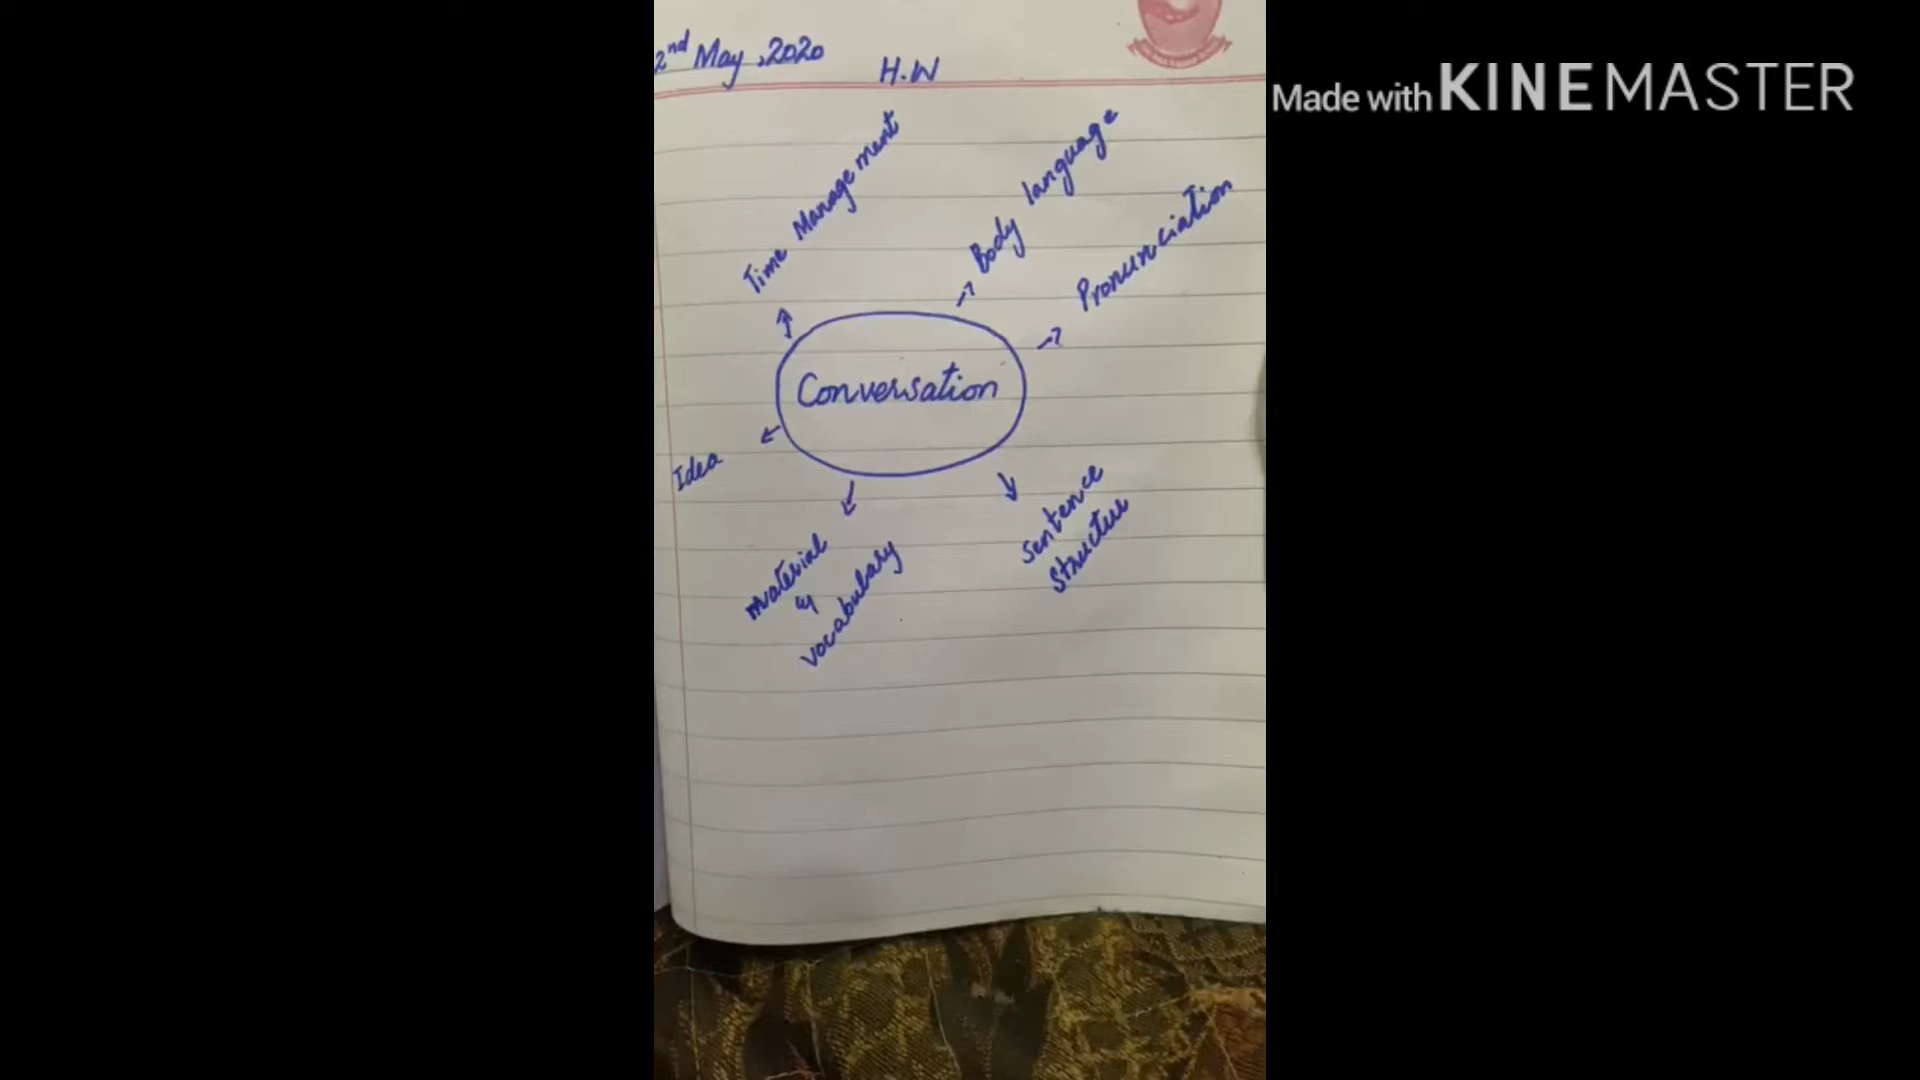 2nd May, 2020
H.W
Made with KINEMASTER
Time Management
Body language
Pronunciation
Conversation
Idea
material
vocabulary
Sentence
Structure